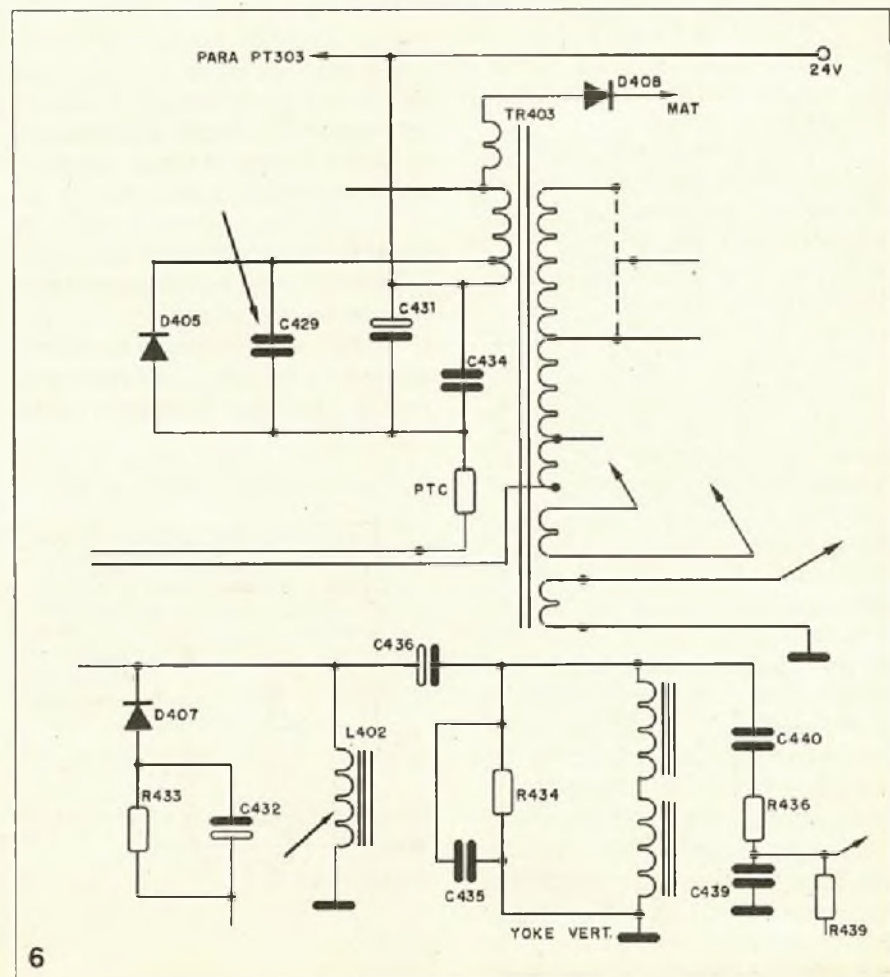 PARA PT303
24V
D408
MAT
TR403
C431
D405
C429
C434
PTC
C436
D407
L402
C440
R433
C432
R434
R436
C435
C439
YOKE VERT.
R439
6